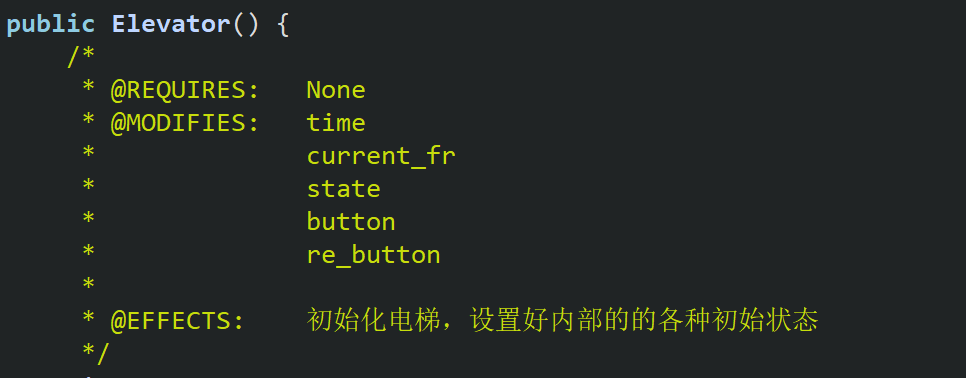 public Elevator() {
/*
* @REQUIRES: None
* @MODIFIES: time
* current_fr
* state
* button
* re_button
*
* @EFFECTS: 初始化电梯，设置好内部的的各种初始状态
*/